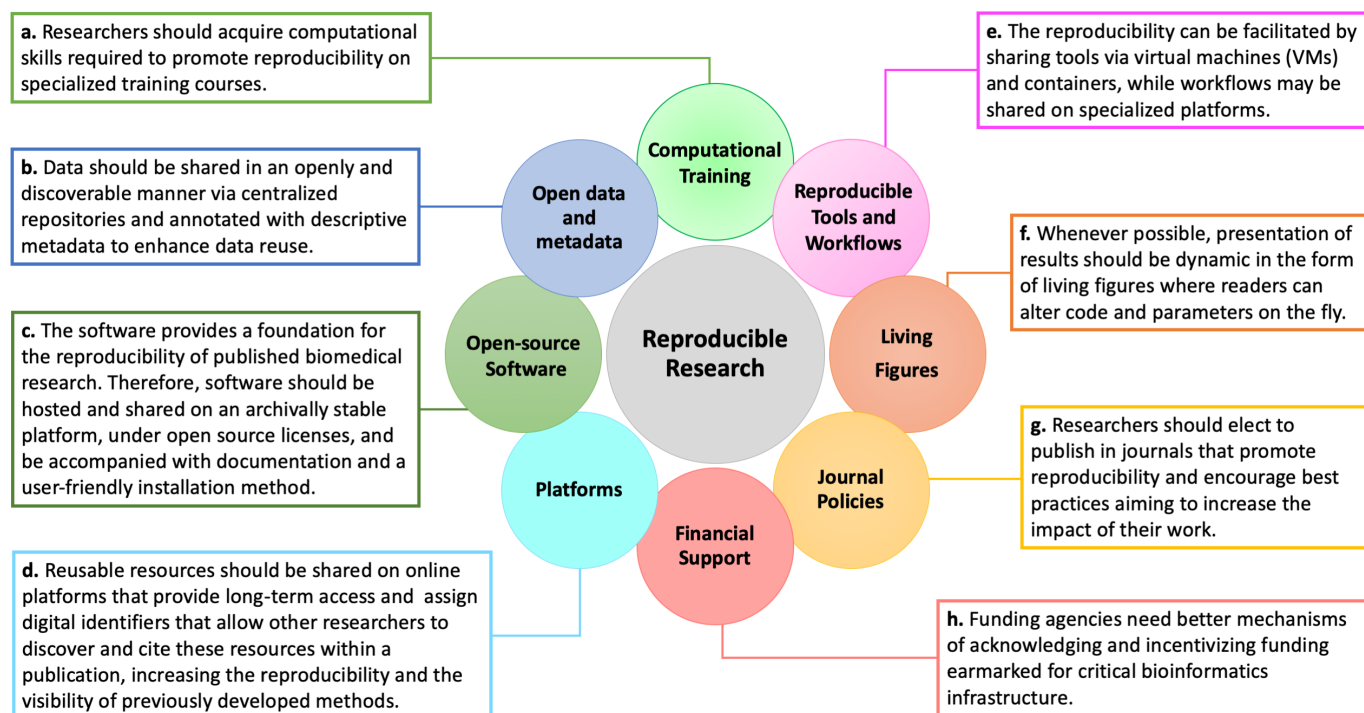 a. Researchers should acquire computational
skills required to promote reproducibility on
specialized training courses.
b. Data should be shared in an openly and
discoverable manner via centralized
repositories and annotated with descriptive
metadata to enhance data reuse.
c. The software provides a foundation for
the reproducibility of published biomedical
research. Therefore, software should be
hosted and shared on an archivally stable
platform, under open source licenses, and
be accompanied with documentation and a
user-friendly installation method.
d. Reusable resources should be shared on online
platforms that provide long-term access and assign
digital identifiers that allow other researchers to
discover and cite these resources within a
publication, increasing the reproducibility and the
visibility of previously developed methods.
Computational
Training
Open data
and
metadata
Reproducible
Tools and
Workflows
Open-source
Software
Reproducible
Research
Living
Figures
Platforms
Journal
Policies
Financial
Support
e. The reproducibility can be facilitated by
sharing tools via virtual machines (VMs)
and containers, while workflows may be
shared on specialized platforms.
f. Whenever possible, presentation of
results should be dynamic in the form
of living figures where readers can
alter code and parameters on the fly.
g. Researchers should elect to
publish in journals that promote
reproducibility and encourage best
practices aiming to increase the
impact of their work.
h. Funding agencies need better mechanisms
of acknowledging and incentivizing funding
earmarked for critical bioinformatics
infrastructure.